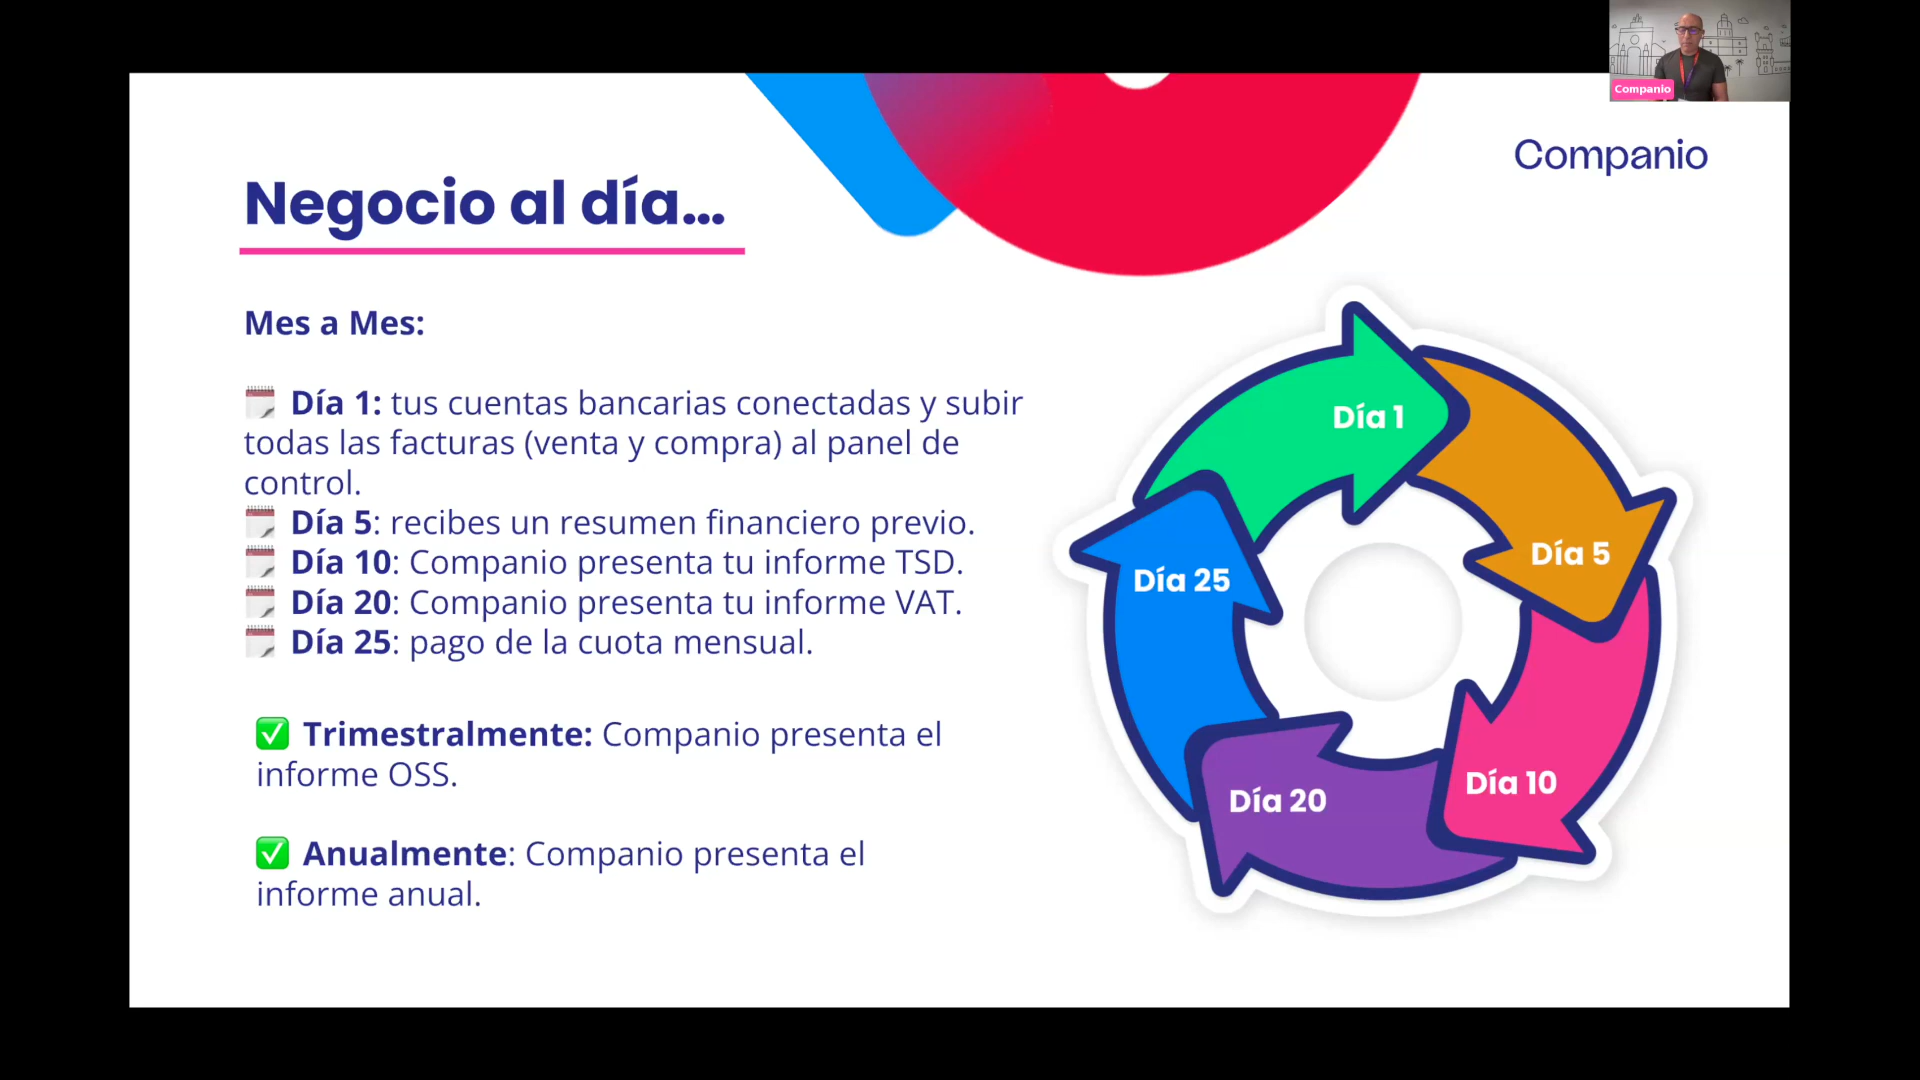 Companio
Companio
Negocio al día...
Mes a Mes:
Día 1: tus cuentas bancarias conectadas y subir
todas las facturas (venta y compra) al panel de
control.
Día 5: recibes un resumen financiero previo.
Día 10: Companio presenta tu informe TSD.
Día 20: Companio presenta tu informe VAT.
Día 25: pago de la cuota mensual.
Trimestralmente: Companio presenta el
informe OSS.
Anualmente: Companio presenta el
informe anual.
Día 1
Día 5
Día 10
Día 20
Día 25